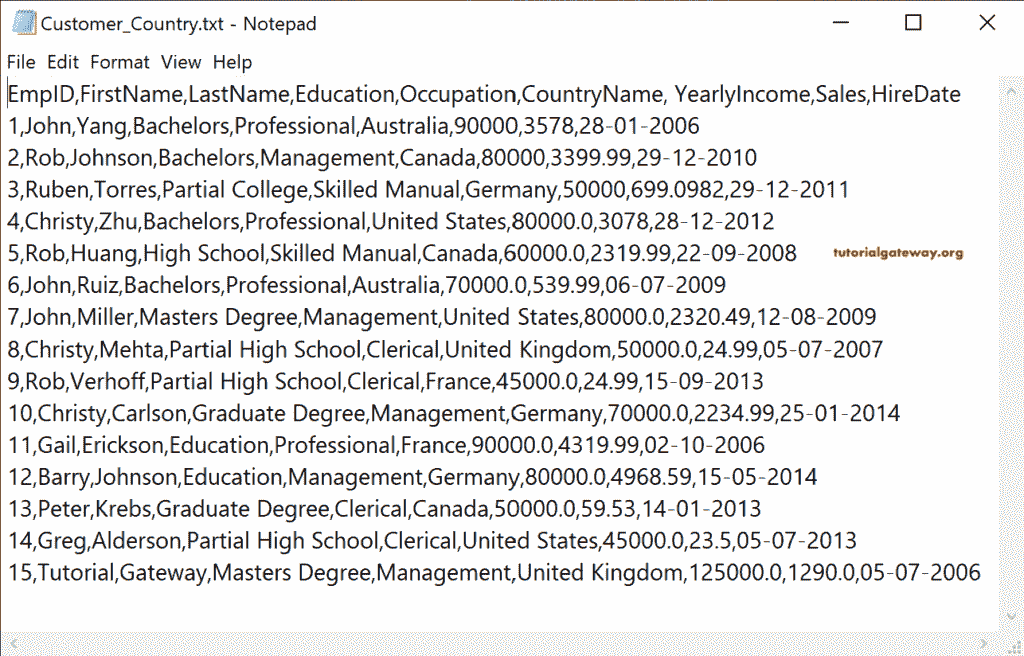 Customer_Country.txt - Notepad
File Edit Format View Help
EmpID,FirstName,LastName,Education,Occupation,CountryName, YearlyIncome,Sales,HireDate
1,John,Yang,Bachelors,Professional,Australia,90000,3578,28-01-2006
2,Rob,Johnson,Bachelors,Management,Canada,80000,3399.99,29-12-2010
3,Ruben,Torres,Partial College,Skilled Manual,Germany,50000,699.0982,29-12-2011
4,Christy,Zhu,Bachelors,Professional,United States,80000.0,3078,28-12-2012
5,Rob,Huang,High School,Skilled Manual,Canada,60000.0,2319.99,22-09-2008
tutorialgateway.org
6,John,Ruiz,Bachelors,Professional,Australia,70000.0,539.99,06-07-2009
7,John,Miller,Masters Degree,Management,United States,80000.0,2320.49,12-08-2009
8,Christy,Mehta,Partial High School,Clerical,United Kingdom,50000.0,24.99,05-07-2007
9,Rob,Verhoff,Partial High School,Clerical,France,45000.0,24.99,15-09-2013
10,Christy,Carlson,Graduate Degree,Management,Germany,70000.0,2234.99,25-01-2014
11,Gail,Erickson,Education,Professional,France,90000.0,4319.99,02-10-2006
12,Barry,Johnson,Education,Management,Germany,80000.0,4968.59,15-05-2014
13,Peter,Krebs,Graduate Degree,Clerical,Canada,50000.0,59.53,14-01-2013
14,Greg,Alderson,Partial High School,Clerical,United States,45000.0,23.5,05-07-2013
15,Tutorial,Gateway,Masters Degree,Management,United Kingdom,125000.0,1290.0,05-07-2006